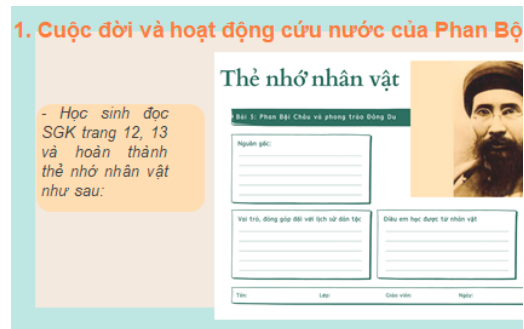 1. Cuộc đời và hoạt động cứu nước của Phan Bộ
- Học sinh đọc
SGK trang 12, 13
và hoàn thành
thẻ nhớ nhân vật
như sau:
Thẻ nhớ nhân vật
Bài 3: Phan Bội Châu và phong trào Đông Du
Nguồn gốc:
Vai trò, đóng góp đối với lịch sử dân tộc
Điều em học được từ nhân vật
Tên:
Lớp:
Giáo viên:
Ngày: